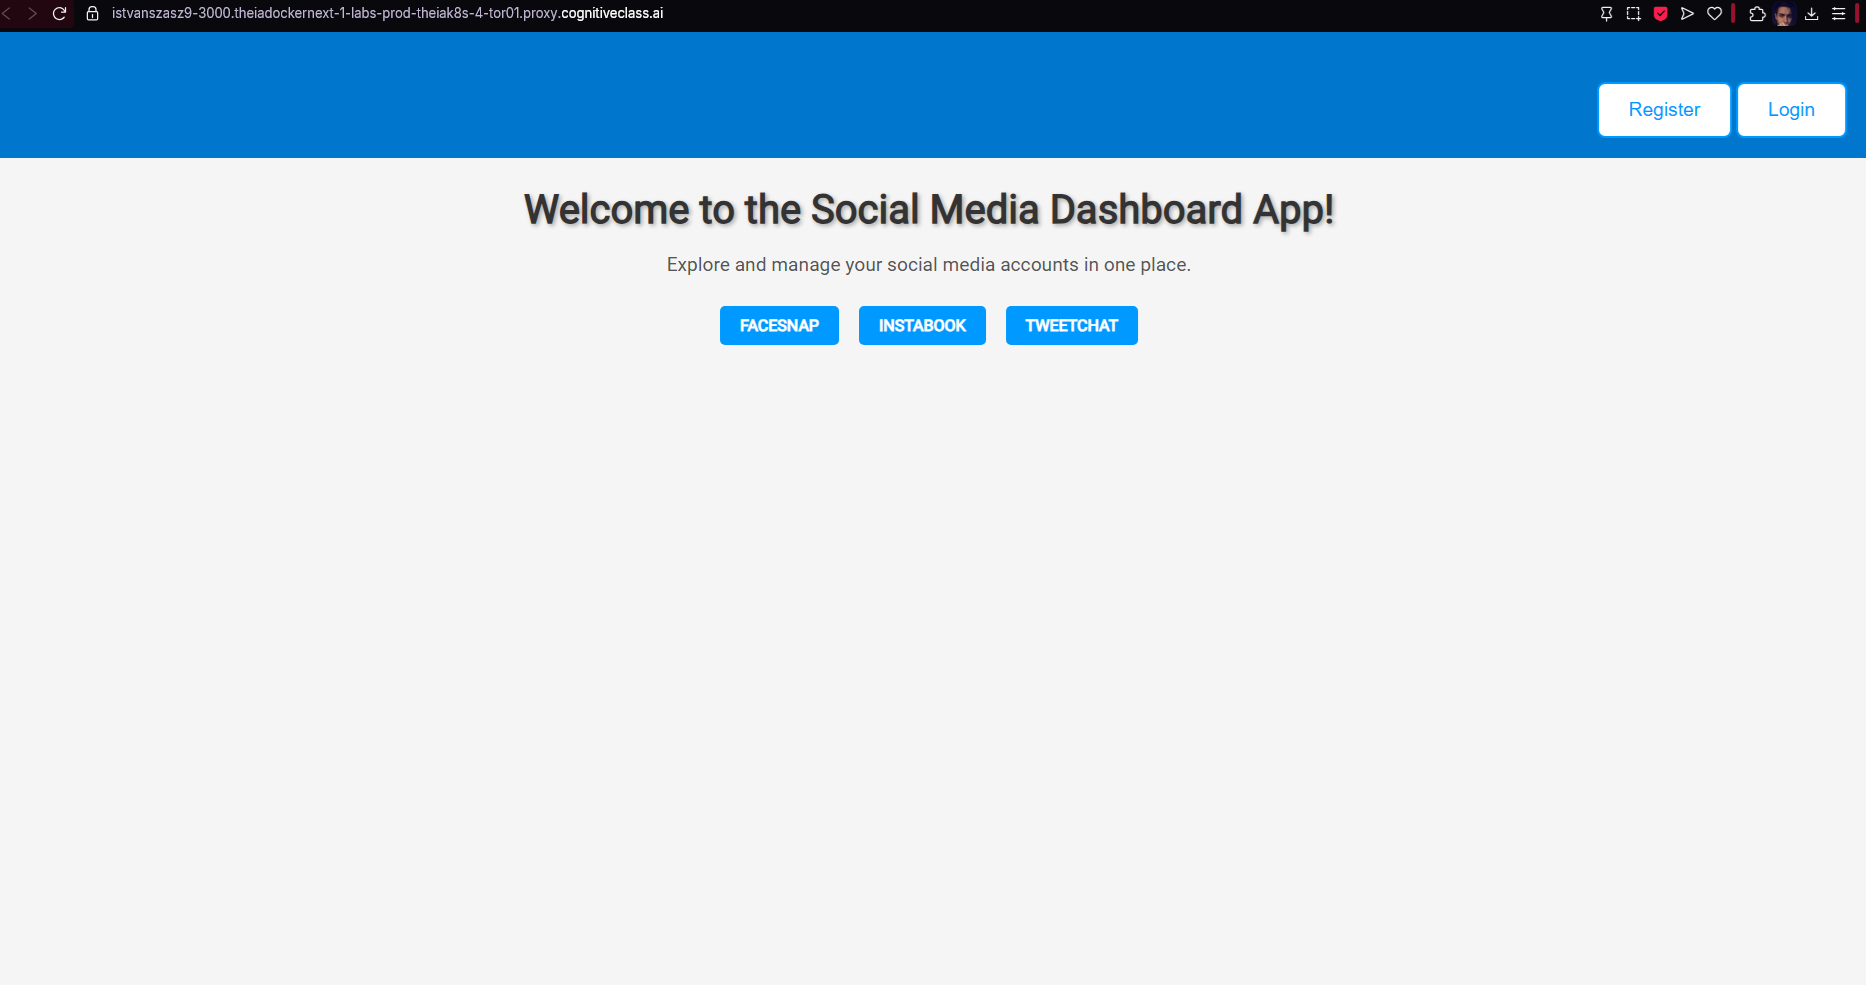 istvanszasz9-3000.theiadockernext-1-labs-prod-theiak8s-4-tor01.proxy.cognitiveclass.ai
Register Login
Welcome to the Social Media Dashboard App!
Explore and manage your social media accounts in one place.
FACESNAP INSTABOOK TWEETCHAT